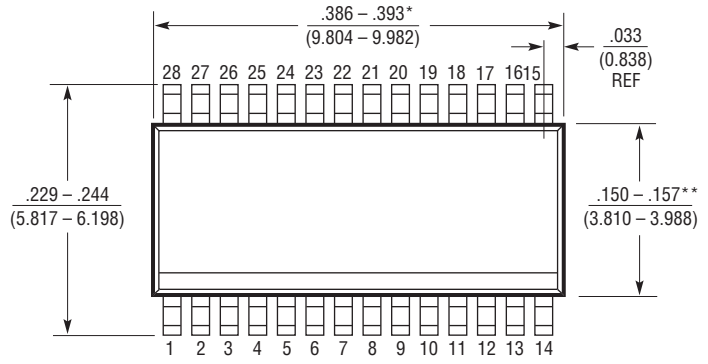 .386 – .393*
(9.804 – 9.982)
.033
(0.838)
REF
28 27 26 25 24 23 22 21 20 19 18 17 16 15
.229 – .244
(5.817 – 6.198)
.150 – .157**
(3.810 – 3.988)
1 2 3 4 5 6 7 8 9 10 11 12 13 14